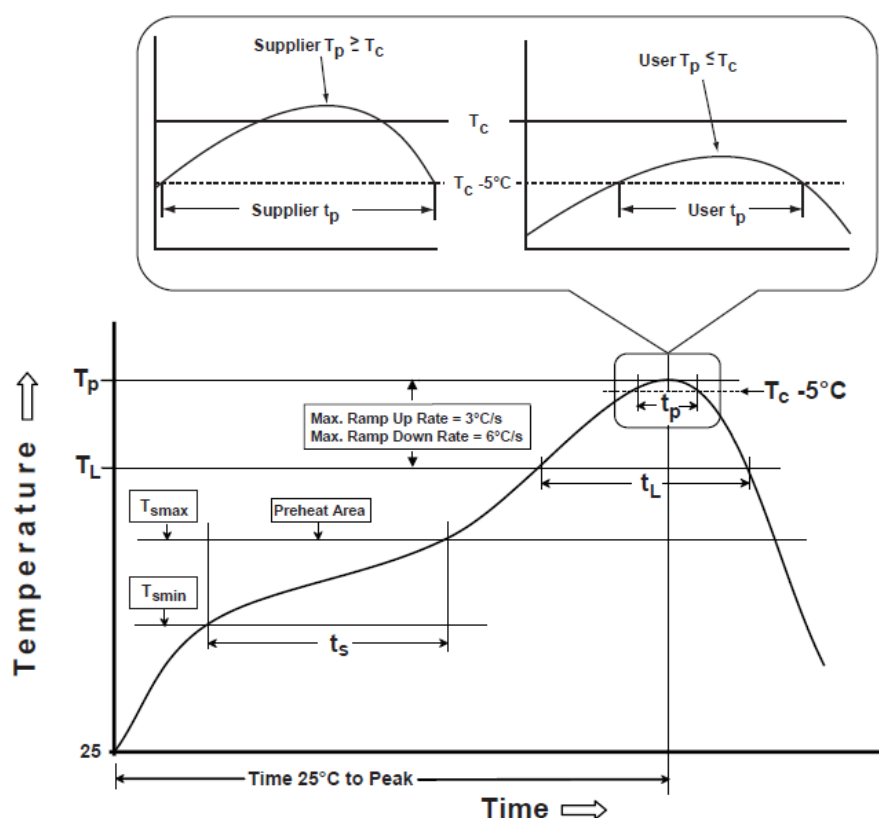 Supplier Tp ≥ Tc
User Tp ≤ Tc
Tc
Tc -5°C
Supplier tp
User tp
Tp
Tc -5°C
tp
Max. Ramp Up Rate = 3°C/s
Max. Ramp Down Rate = 6°C/s
TL
tL
Tsmax
Preheat Area
Tsmin
ts
Temperature
25
Time 25°C to Peak
Time